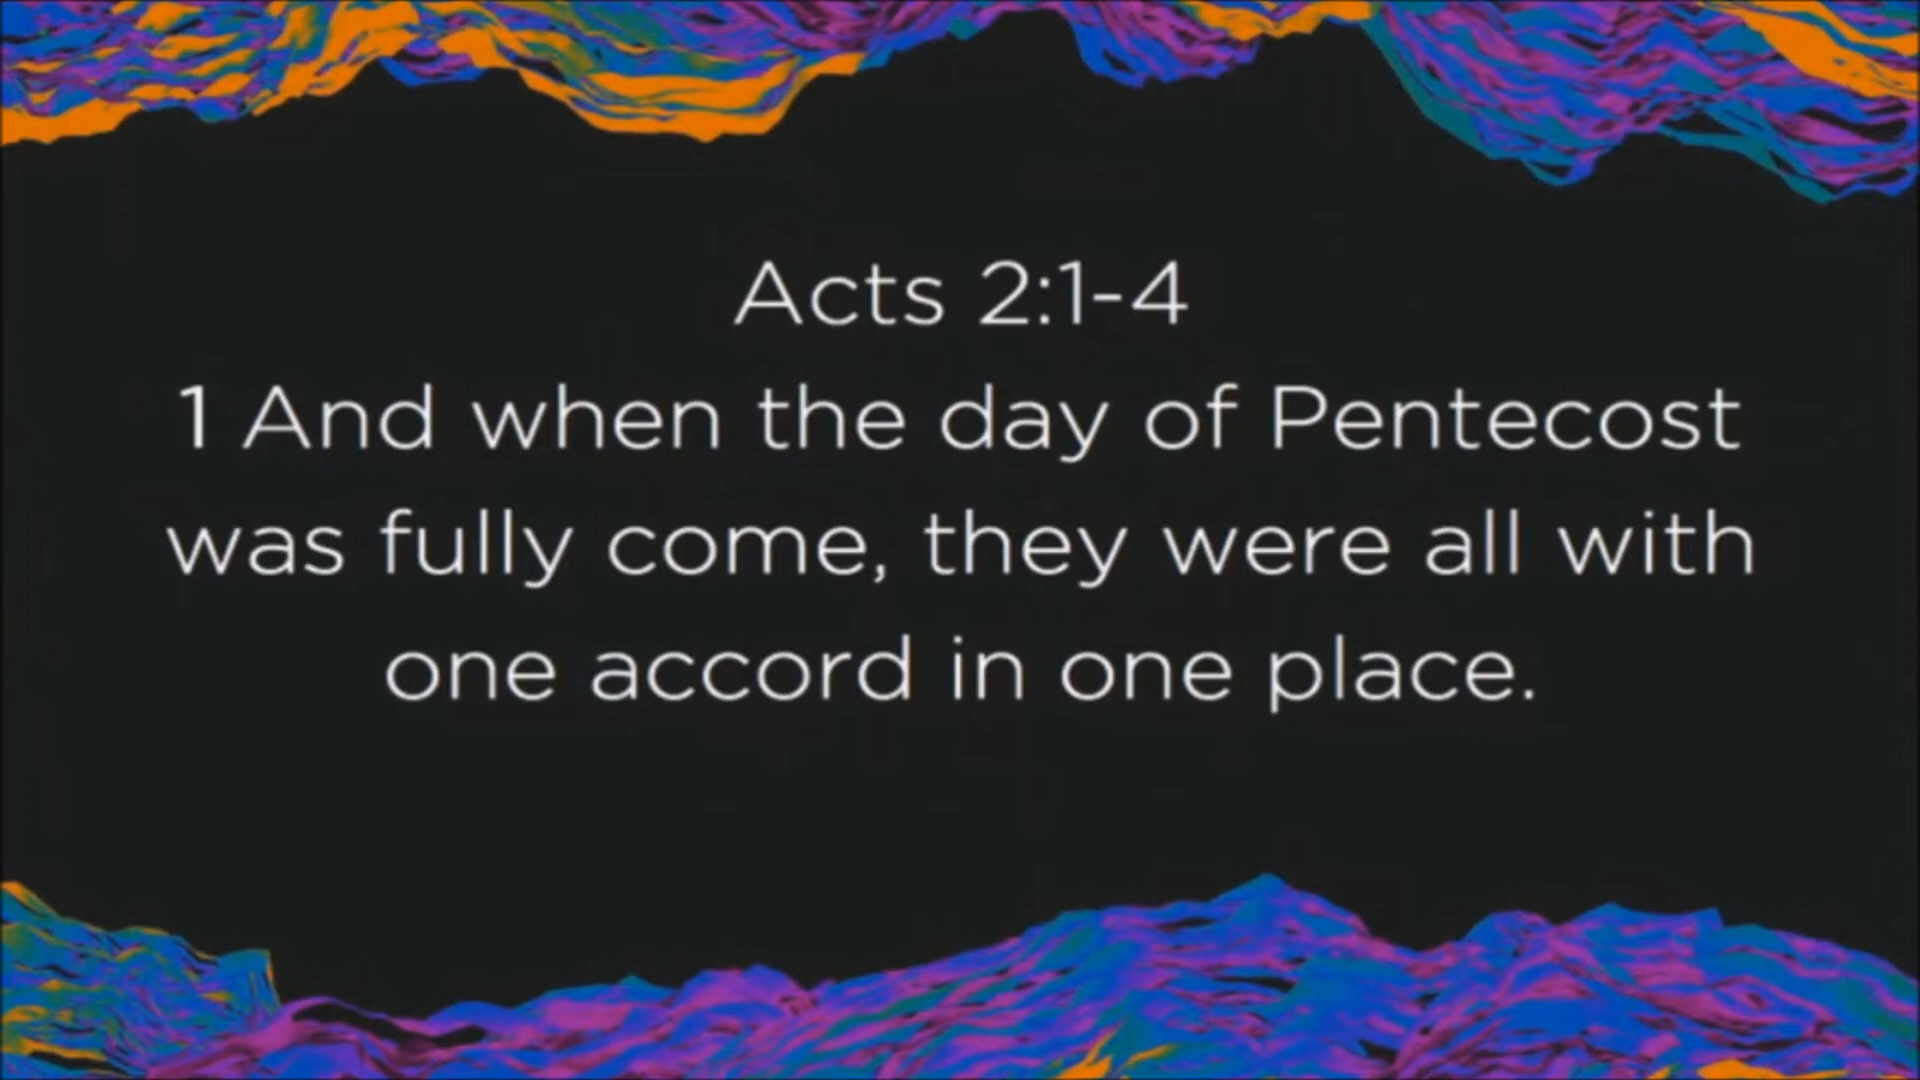 Acts 2:1-4
1 And when the day of Pentecost
was fully come, they were all with
one accord in one place.